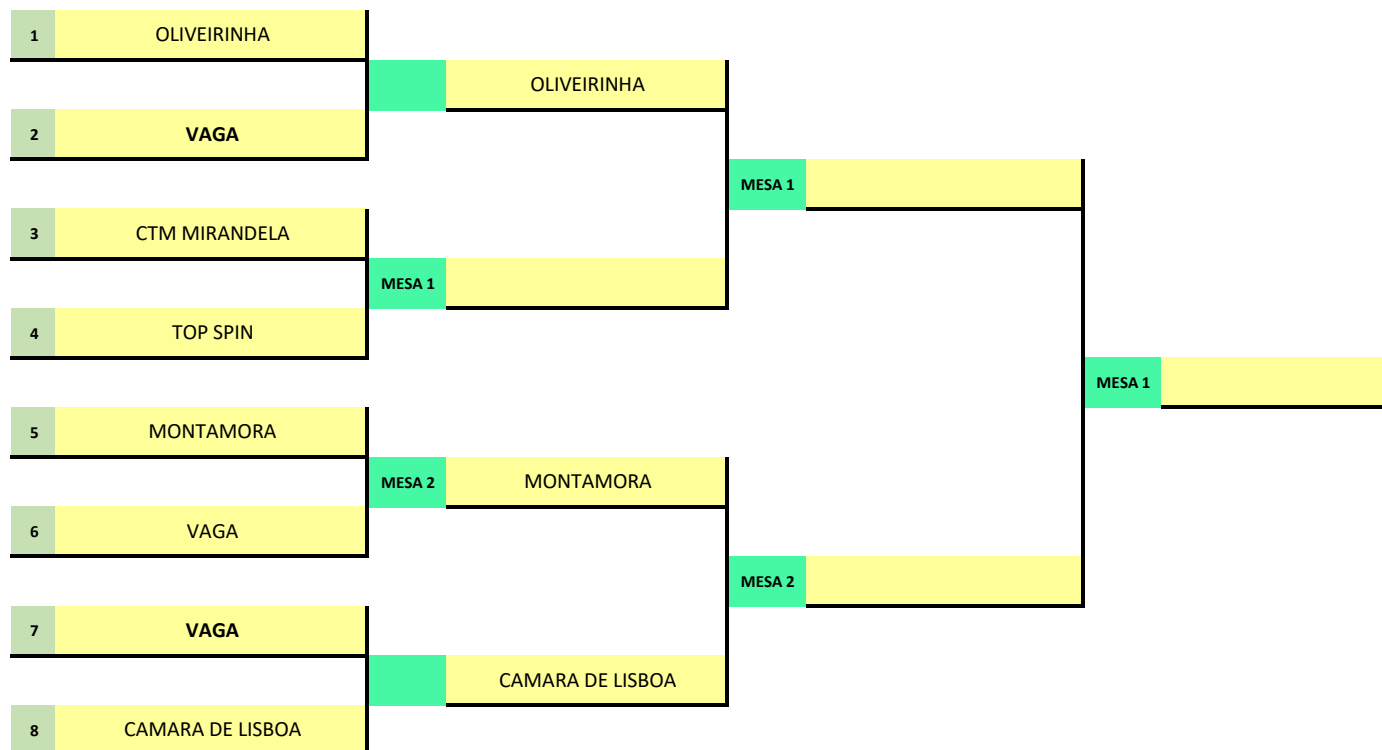 1 OLIVEIRINHA
OLIVEIRINHA
2 VAGA
MESA 1
3 CTM MIRANDELA
MESA 1
4 TOP SPIN
MESA 1
5 MONTAMORA
MESA 2 MONTAMORA
6 VAGA
MESA 2
7 VAGA
CAMARA DE LISBOA
8 CAMARA DE LISBOA